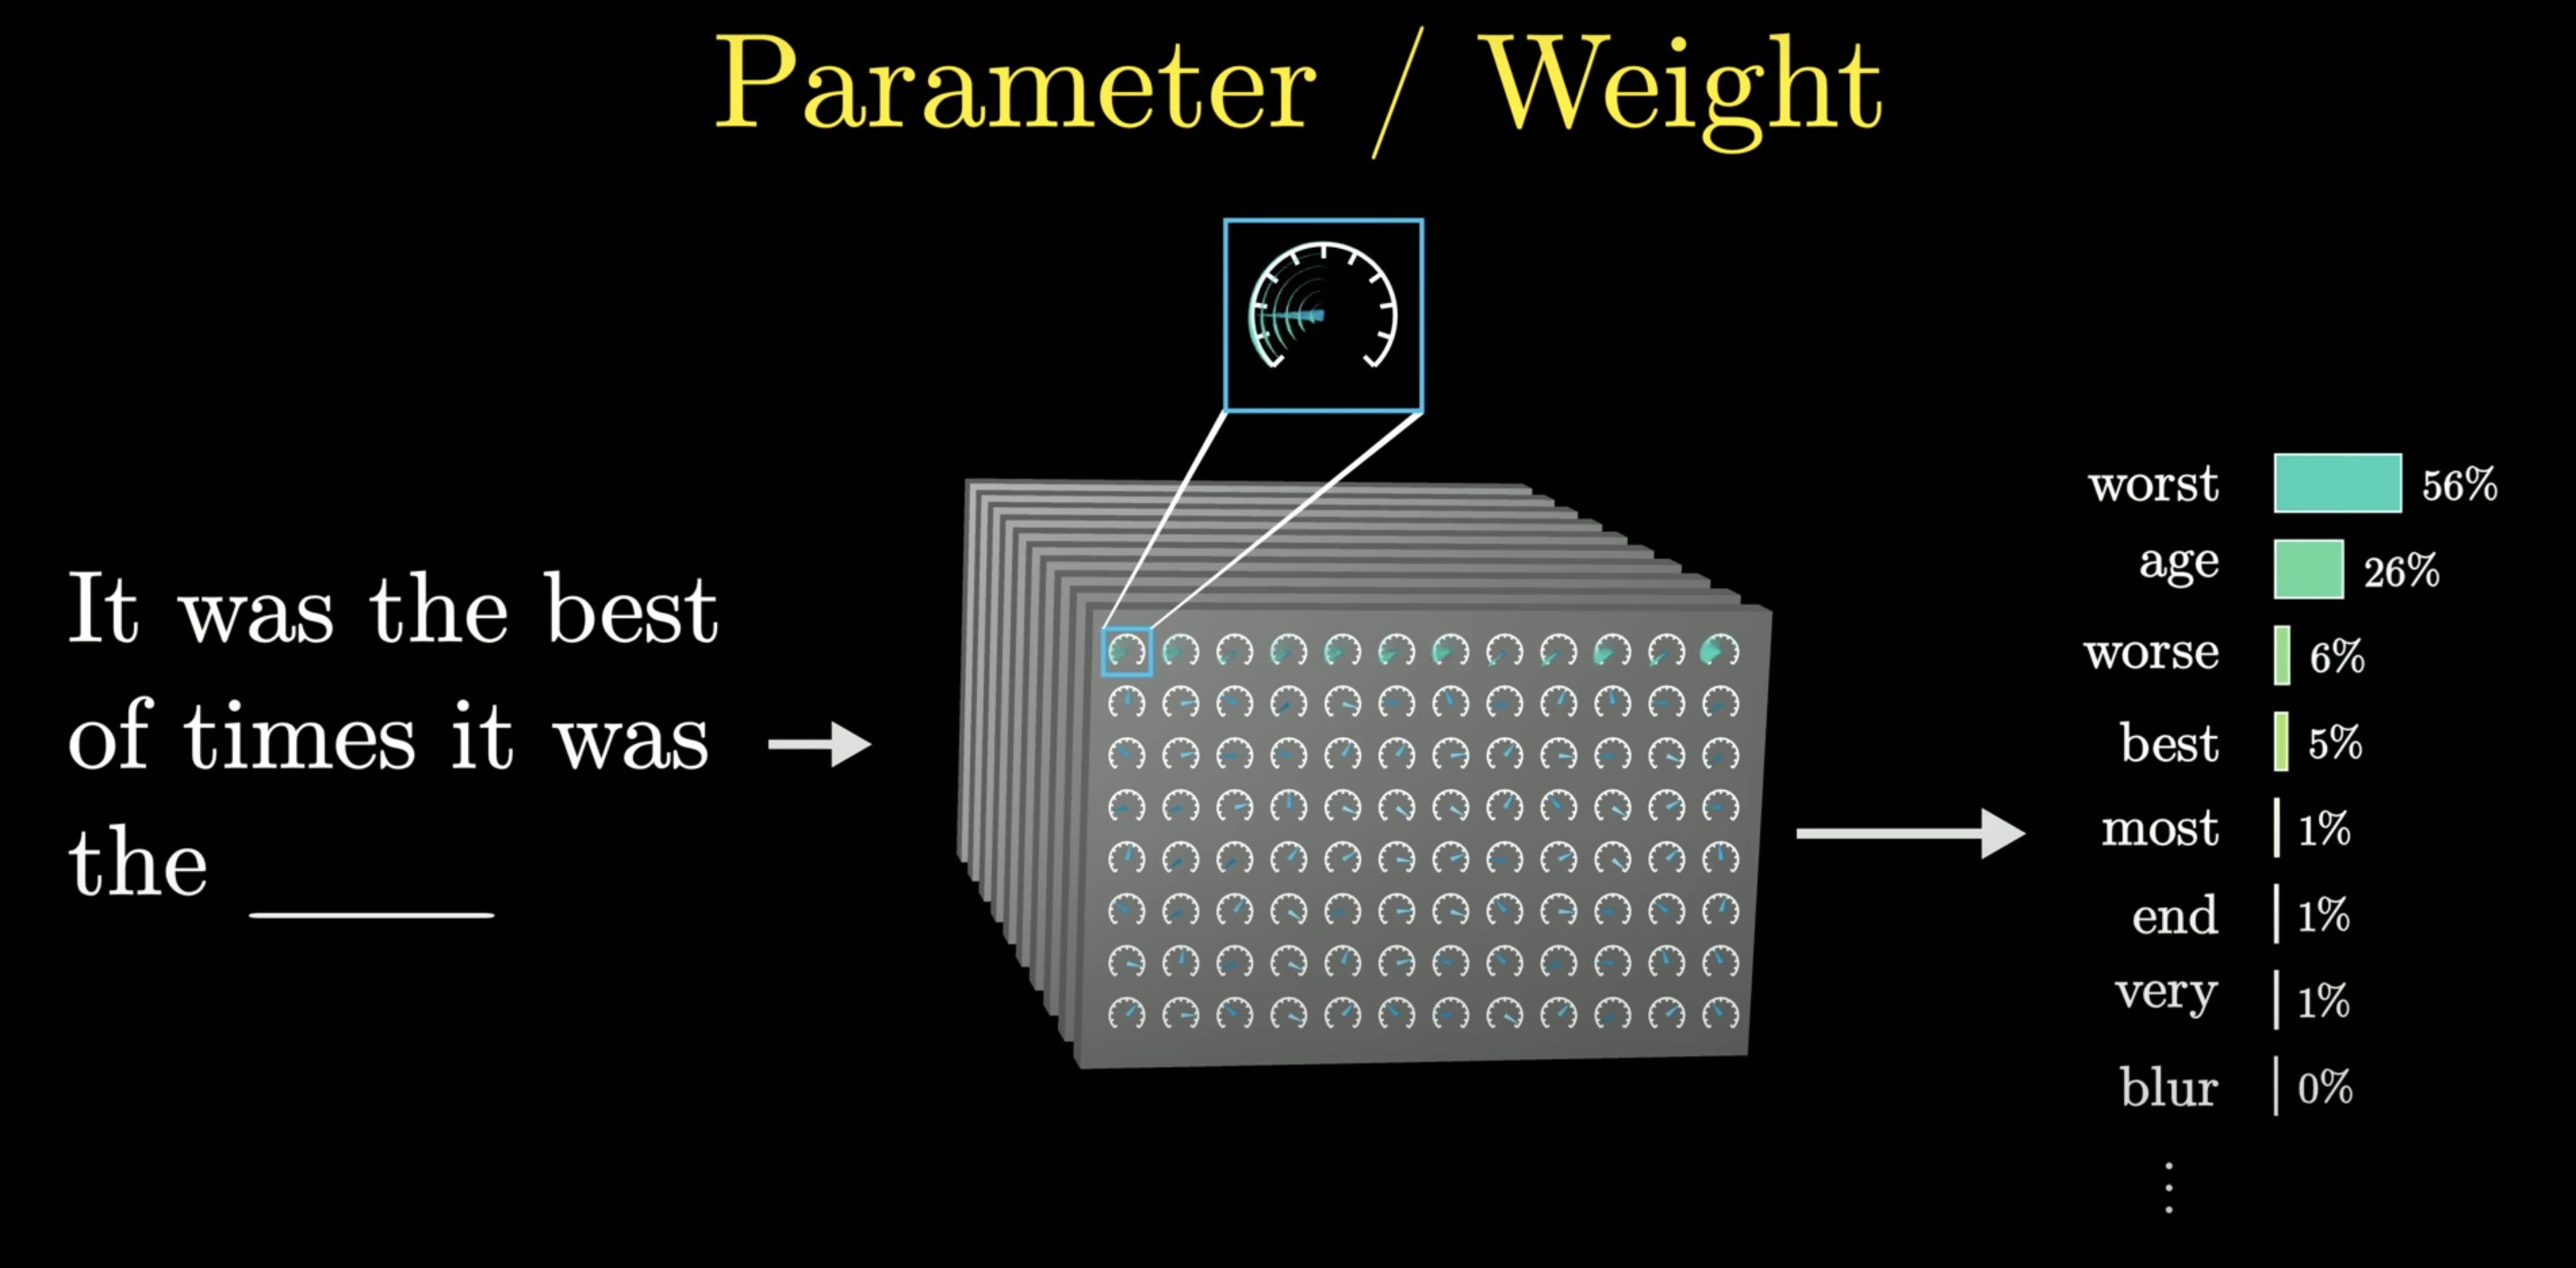 Parameter / Weight
It was the best
of times it was
the
worst 56%
age 26%
worse 6%
best 5%
most 1%
end 1%
very 1%
blur 0%